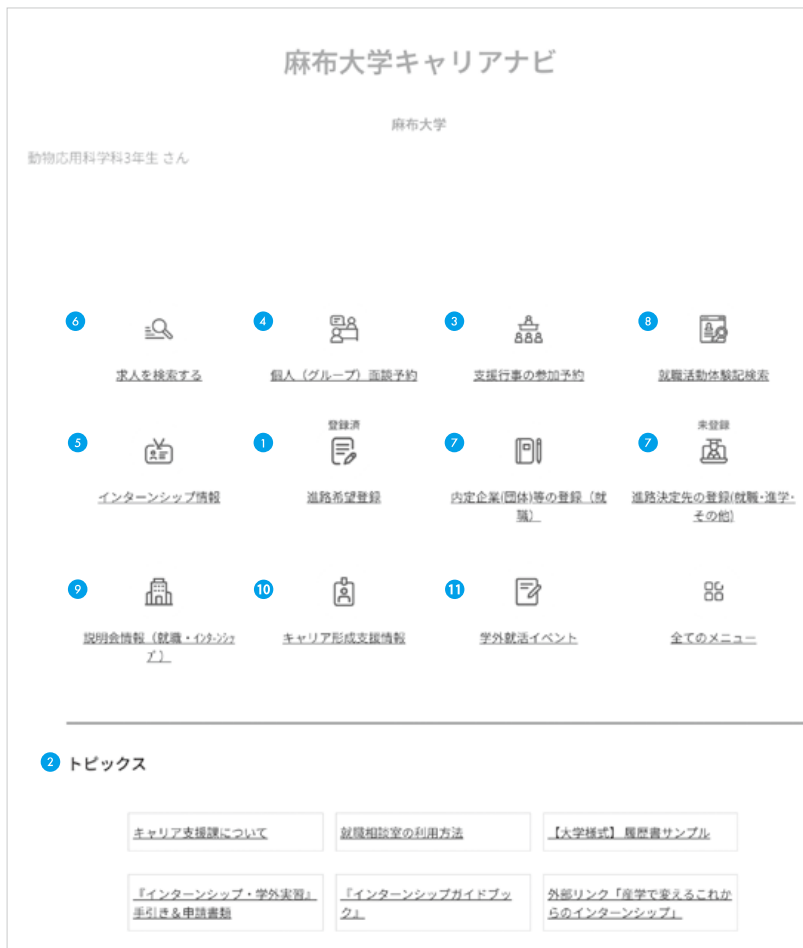 麻布大学キャリアナビ
麻布大学
動物応用科学科3年生 さん
6 4 3 8
求人を検索する 個人（グループ）面談予約 支援行事の参加予約 就職活動体験記検索
登録済 未登録
5 1 7 7
インターンシップ情報 進路希望登録 内定企業(団体)等の登録（就 進路決定先の登録(就職・進学・
職） その他)
9 10 11
説明会情報（就職・ｲﾝﾀｰﾝｼｯ キャリア形成支援情報 学外就活イベント 全てのメニュー
ﾌﾟ）
2 トピックス
キャリア支援課について 就職相談室の利用方法 【大学様式】 履歴書サンプル
『インターンシップ・学外実習』 『インターンシップガイドブッ 外部リンク「産学で変えるこれか
手引き＆申請書類 ク』 らのインターンシップ」